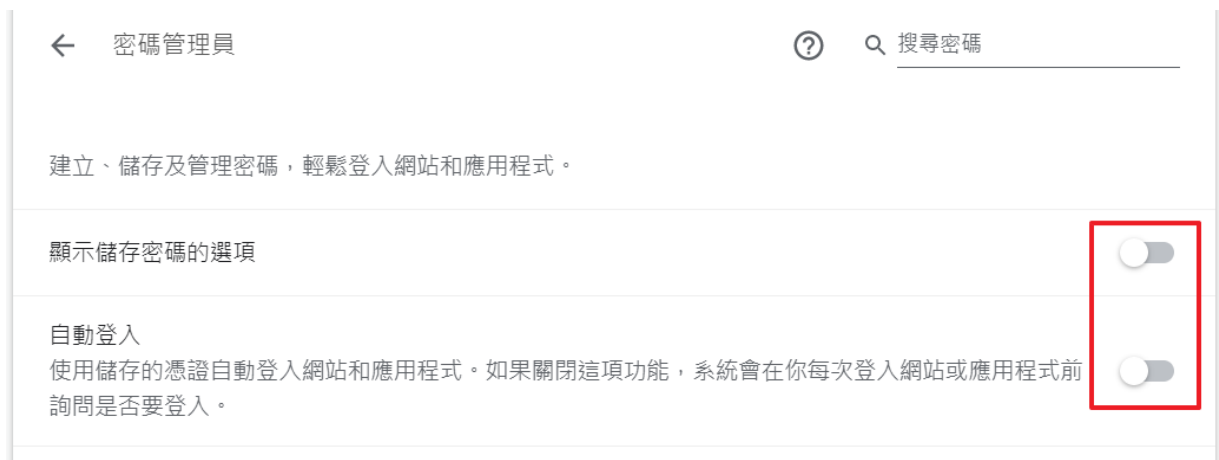 密碼管理員
搜尋密碼
建立、儲存及管理密碼，輕鬆登入網站和應用程式。
顯示儲存密碼的選項
自動登入
使用儲存的憑證自動登入網站和應用程式。如果關閉這項功能，系統會在你每次登入網站或應用程式前
詢問是否要登入。